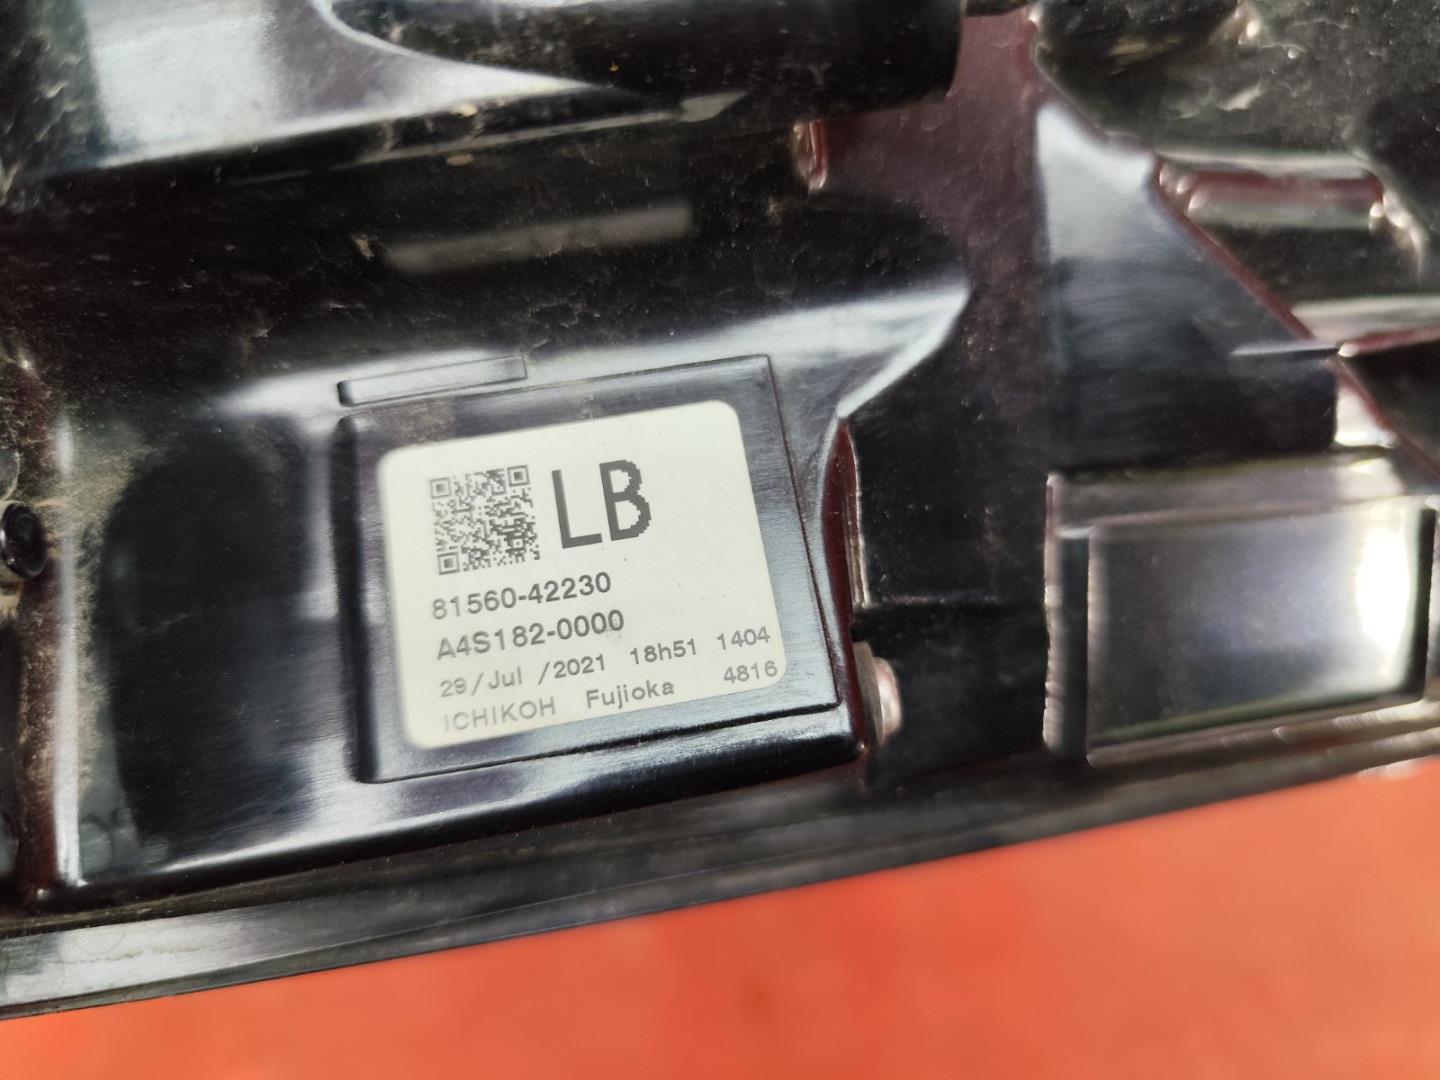 LB
81560-42230
A4S182-0000
29/Jul /2021 18h51 1404
ICHIKOH Fujioka 4816